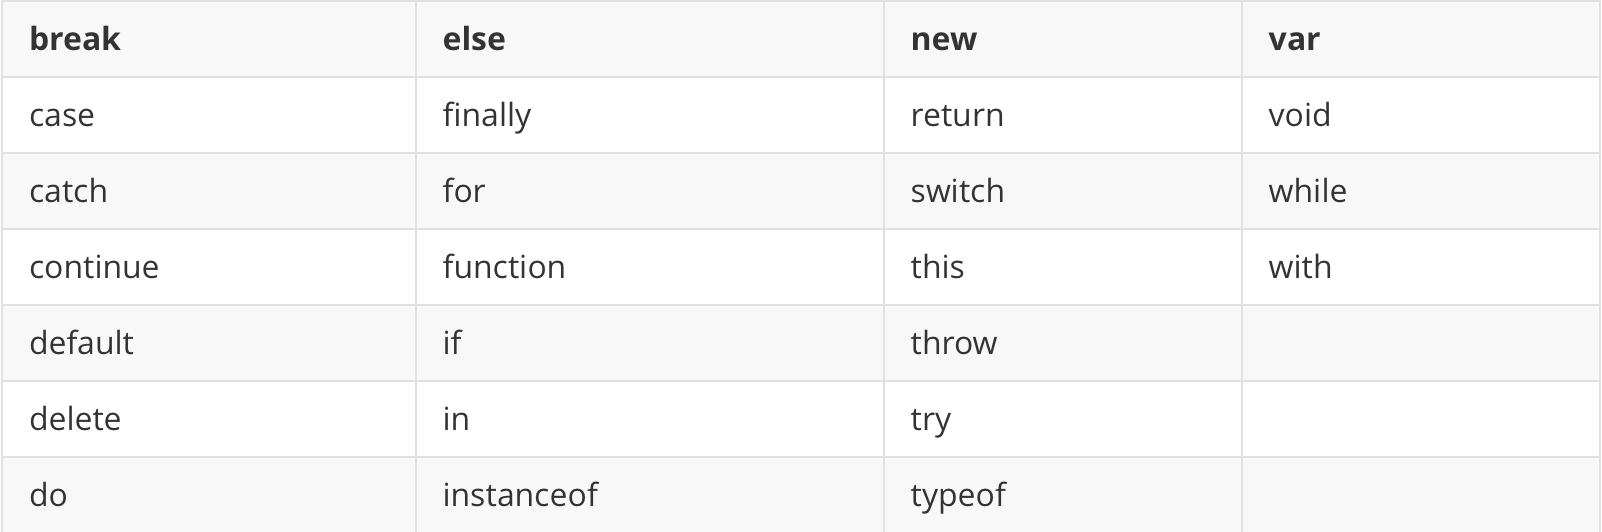 break else new var
case finally return void
catch for switch while
continue function this with
default if throw
delete in try
do instanceof typeof